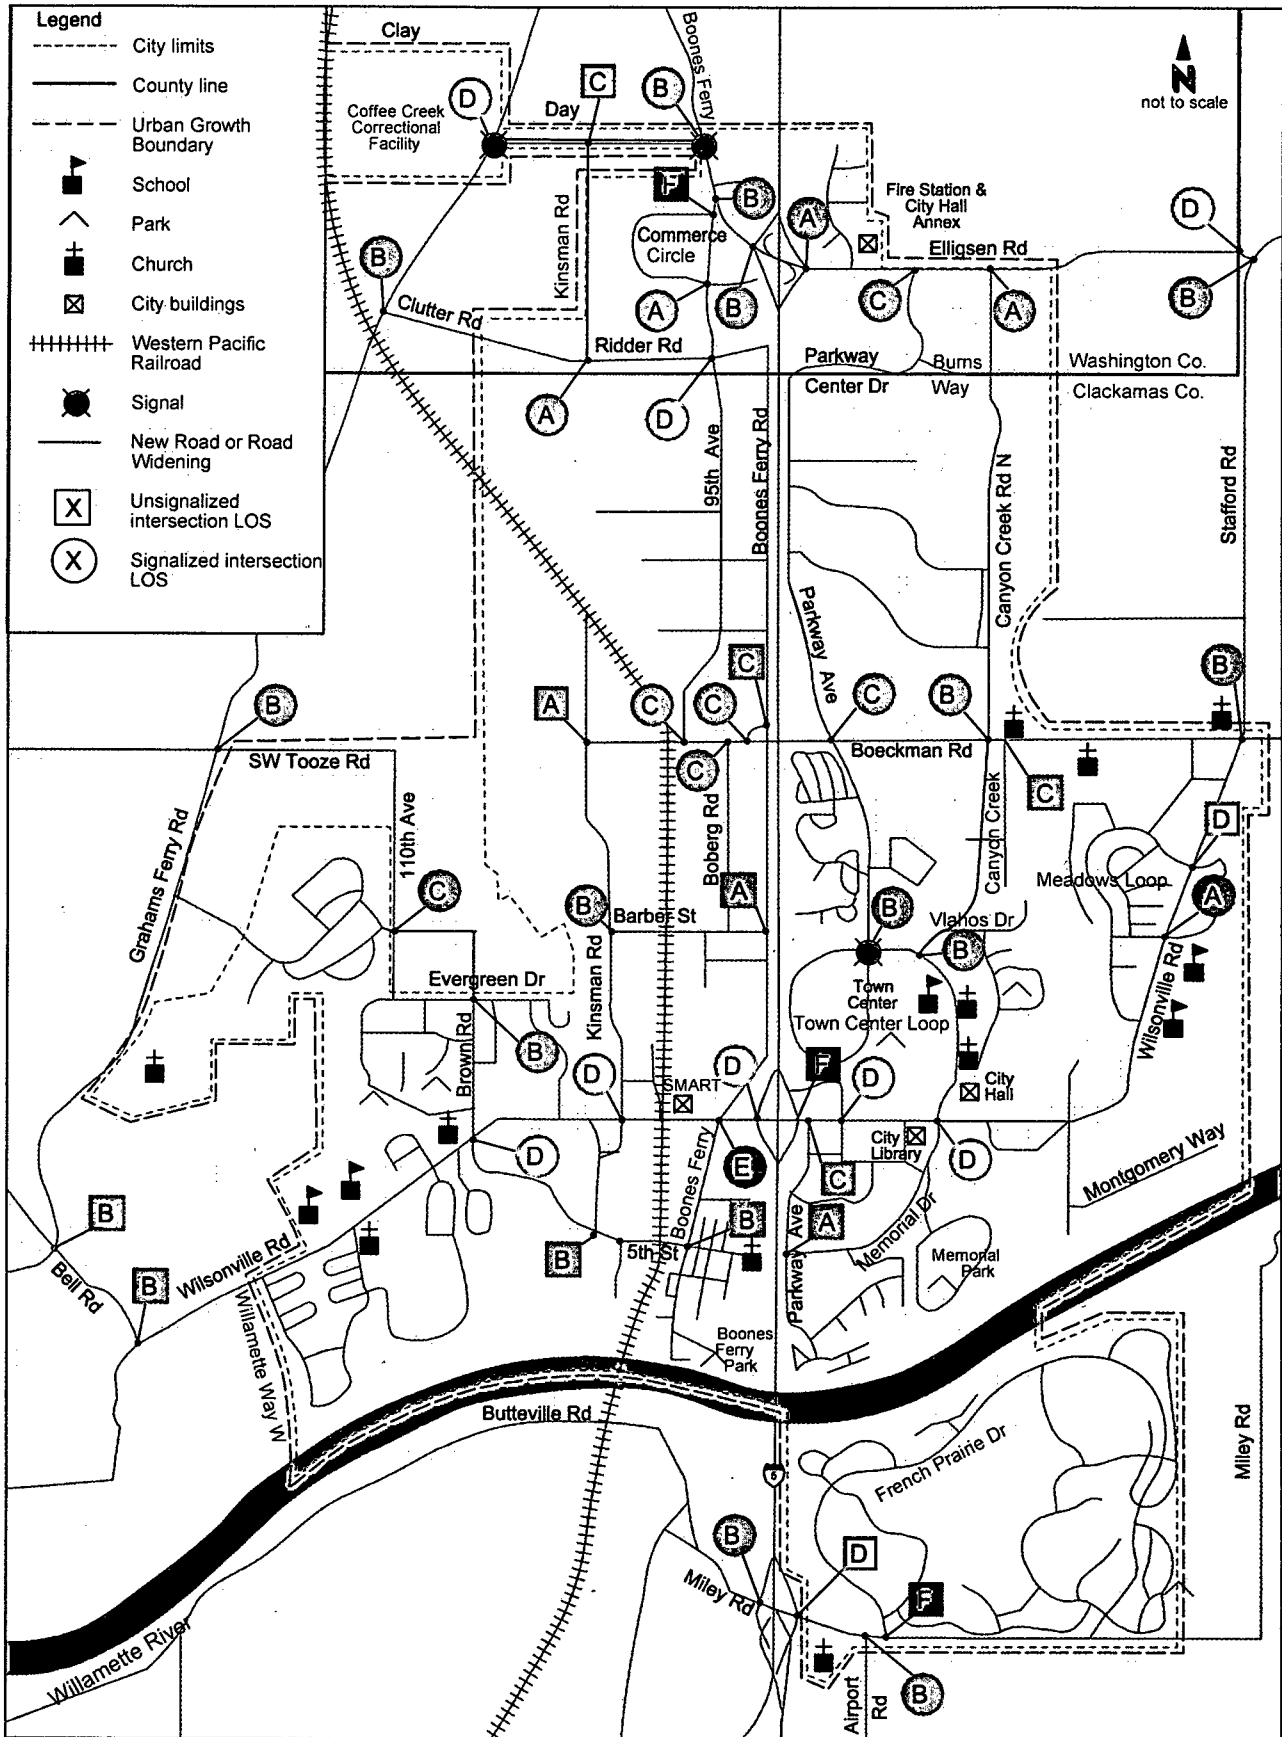 Legend
City limits
County line
Urban Growth
Boundary
School
Park
Church
City buildings
Western Pacific
Railroad
Signal
New Road or Road
Widening
X
Unsignalized
intersection LOS
X
Signalized intersection
LOS
Clay
Boones Ferry
N
not to scale
D
C
B
Day
Coffee Creek
Correctional
Facility
F
B
A
Fire Station &
City Hall
Annex
D
Kinsman Rd
Commerce
Circle
Elligsen Rd
B
A
B
C
A
B
Clutter Rd
Ridder Rd
Parkway
Center Dr
Burns
Way
Washington Co.
Clackamas Co.
A
D
95th Ave
Boones Ferry Rd
Canyon Creek Rd N
Stafford Rd
Parkway Ave
B
A
C
C
C
C
B
B
SW Tooze Rd
Boeckman Rd
C
C
110th Ave
Boberg Rd
Canyon Creek
D
Grahams Ferry Rd
Meadows Loop
C
B
A
B
A
Barber St
Vlahos Dr
B
Evergreen Dr
Kinsman Rd
Town
Center
Town Center Loop
Wilsonville Rd
Brown Rd
B
D
D
F
D
SMART
City
Hall
D
E
City
Library
D
Boones Ferry
C
Montgomery Way
B
B
A
B
5th St
Parkway Ave
Memorial Dr
Memorial
Park
Bell Rd
B
Wilsonville Rd
Willamette Way W
Boones
Ferry
Park
Butteville Rd
French Prairie Dr
Miley Rd
5
B
D
Miley Rd
F
Willamette River
B
Airport
Rd